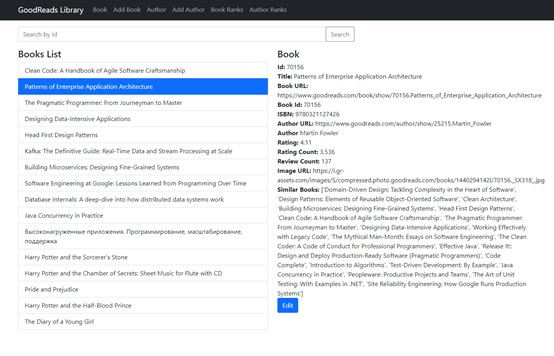 GoodReads Library Book Add Book Author Add Author Book Ranks Author Ranks
Search by id Search
Books List
Clean Code: A Handbook of Agile Software Craftsmanship
Patterns of Enterprise Application Architecture
The Pragmatic Programmer: From Journeyman to Master
Designing Data-Intensive Applications
Head First Design Patterns
Kafka: The Definitive Guide: Real-Time Data and Stream Processing at Scale
Building Microservices: Designing Fine-Grained Systems
Software Engineering at Google: Lessons Learned from Programming Over Time
Database Internals: A deep-dive into how distributed data systems work
Java Concurrency in Practice
Высоконагруженные приложения. Программирование, масштабирование,
поддержка
Harry Potter and the Sorcerer's Stone
Harry Potter and the Chamber of Secrets: Sheet Music for Flute with CD
Pride and Prejudice
Harry Potter and the Half-Blood Prince
The Diary of a Young Girl
Book
Id: 70156
Title: Patterns of Enterprise Application Architecture
Book URL:
https://www.goodreads.com/book/show/70156.Patterns_of_Enterprise_Application_Architecture
Book Id: 70156
ISBN: 9780321127426
Author URL: https://www.goodreads.com/author/show/25215.Martin_Fowler
Author Martin Fowler
Rating: 4.11
Rating Count: 3,536
Review Count: 137
Image URL: https://i.gr-
assets.com/images/S/compressed.photo.goodreads.com/books/1440294142l/70156._SX318_.jpg
Similar Books: ['Domain-Driven Design: Tackling Complexity in the Heart of Software',
'Design Patterns: Elements of Reusable Object-Oriented Software', 'Clean Architecture',
'Building Microservices: Designing Fine-Grained Systems', 'Head First Design Patterns',
'Clean Code: A Handbook of Agile Software Craftsmanship', 'The Pragmatic Programmer:
From Journeyman to Master', 'Designing Data-Intensive Applications', 'Working Effectively
with Legacy Code', 'The Mythical Man-Month: Essays on Software Engineering', 'The Clean
Coder: A Code of Conduct for Professional Programmers', 'Effective Java', 'Release It!:
Design and Deploy Production-Ready Software (Pragmatic Programmers)', 'Code
Complete', 'Introduction to Algorithms', 'Test-Driven Development: By Example', 'Java
Concurrency in Practice', 'Peopleware: Productive Projects and Teams', 'The Art of Unit
Testing: With Examples in .NET', 'Site Reliability Engineering: How Google Runs Production
Systems']
Edit